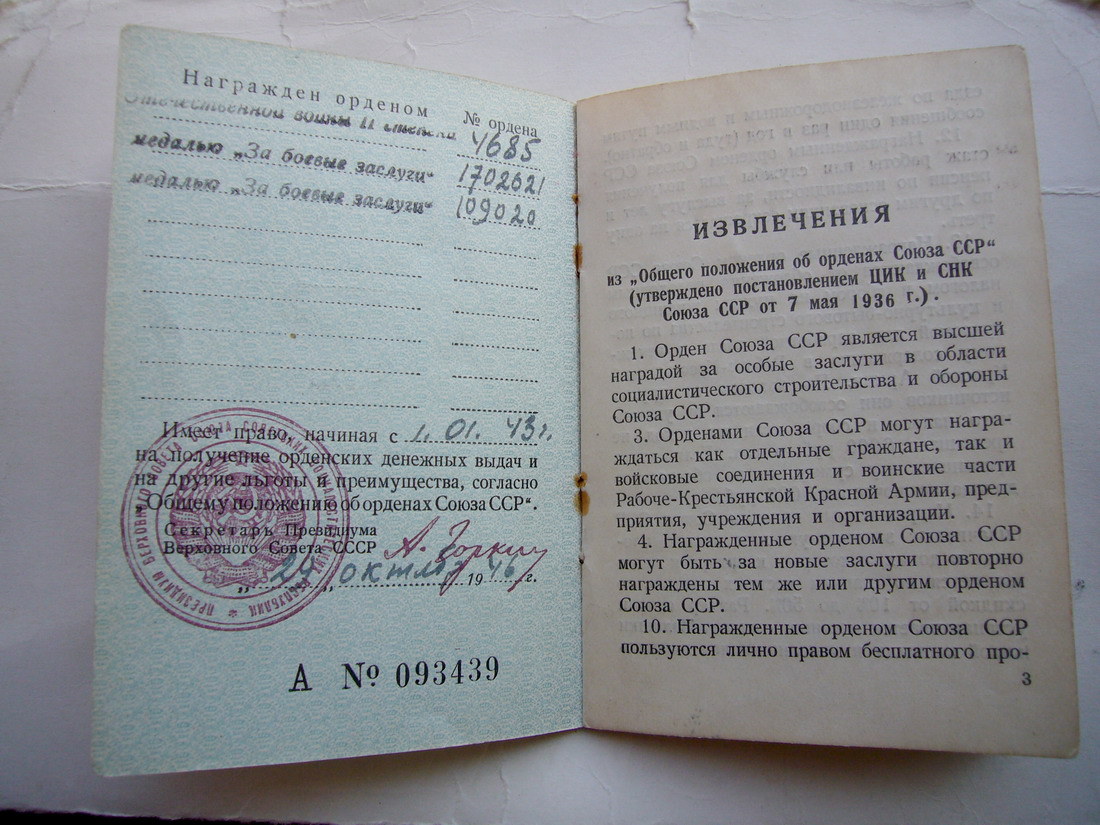 Награжден орденом
№ ордена
Отечественной войны II степени 4685
медалью „За боевые заслуги“ 1702621
медалью „За боевые заслуги“ 109020
Имеет право, начиная с 1. 01. 43 г.
на получение орденских денежных выдач и
на другие льготы и преимущества, согласно
„Общему положению об орденах Союза ССР“.
Секретарь Президиума
Верховного Совета СССР А. Горкин
„29“ октяб 1946 г.
А № 093439
ИЗВЛЕЧЕНИЯ
из „Общего положения об орденах Союза ССР“
(утверждено постановлением ЦИК и СНК
Союза ССР от 7 мая 1936 г.).
1. Орден Союза ССР является высшей
наградой за особые заслуги в области
социалистического строительства и обороны
Союза ССР.
3. Орденами Союза ССР могут награ-
ждаться как отдельные граждане, так и
войсковые соединения и воинские части
Рабоче-Крестьянской Красной Армии, пред-
приятия, учреждения и организации.
4. Награжденные орденом Союза ССР
могут быть за новые заслуги повторно
награждены тем же или другим орденом
Союза ССР.
10. Награжденные орденом Союза ССР
пользуются лично правом бесплатного про-
3